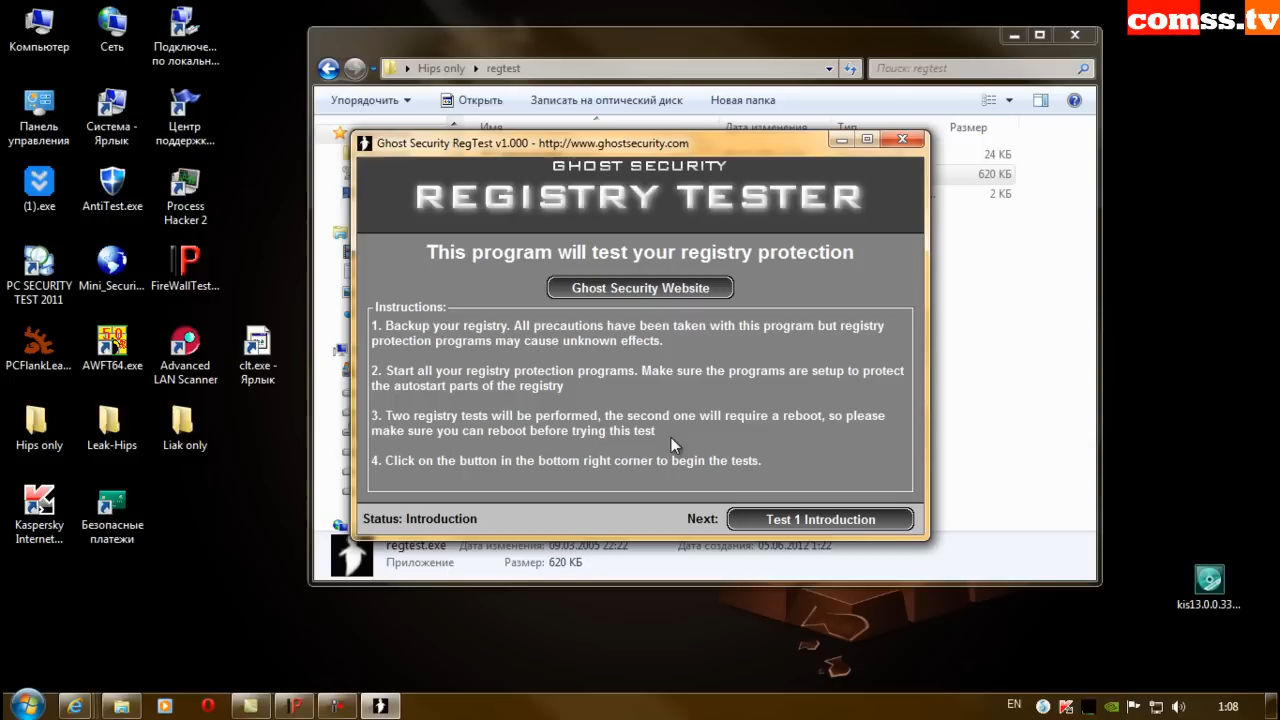 comss.tv
Компьютер
Сеть
Подключе...
по локальн...
Панель
управления
Система -
Ярлык
Центр
поддержк...
(1).exe
AntiTest.exe
Process
Hacker 2
PC SECURITY
TEST 2011
Mini_Securi...
FireWallTest...
PCFlankLea...
AWFT64.exe
Advanced
LAN Scanner
clt.exe -
Ярлык
Hips only
Leak-Hips
Liak only
Kaspersky
Internet...
Безопасные
платежи
Hips only
regtest
Поиск: regtest
Упорядочить
Открыть
Записать на оптический диск
Новая папка
Имя
Дата изменения
Тип
Размер
24 КБ
620 КБ
2 КБ
Ghost Security RegTest v1.000 - http://www.ghostsecurity.com
GHOST SECURITY
REGISTRY TESTER
This program will test your registry protection
Ghost Security Website
Instructions:
1. Backup your registry. All precautions have been taken with this program but registry
protection programs may cause unknown effects.
2. Start all your registry protection programs. Make sure the programs are setup to protect
the autostart parts of the registry
3. Two registry tests will be performed, the second one will require a reboot, so please
make sure you can reboot before trying this test
4. Click on the button in the bottom right corner to begin the tests.
Status: Introduction
Next:
Test 1 Introduction
regtest.exe
Дата изменения: 09.03.2005 22:22
Дата создания: 05.06.2012 1:22
Приложение
Размер: 620 КБ
kis13.0.0.33...
EN
1:08